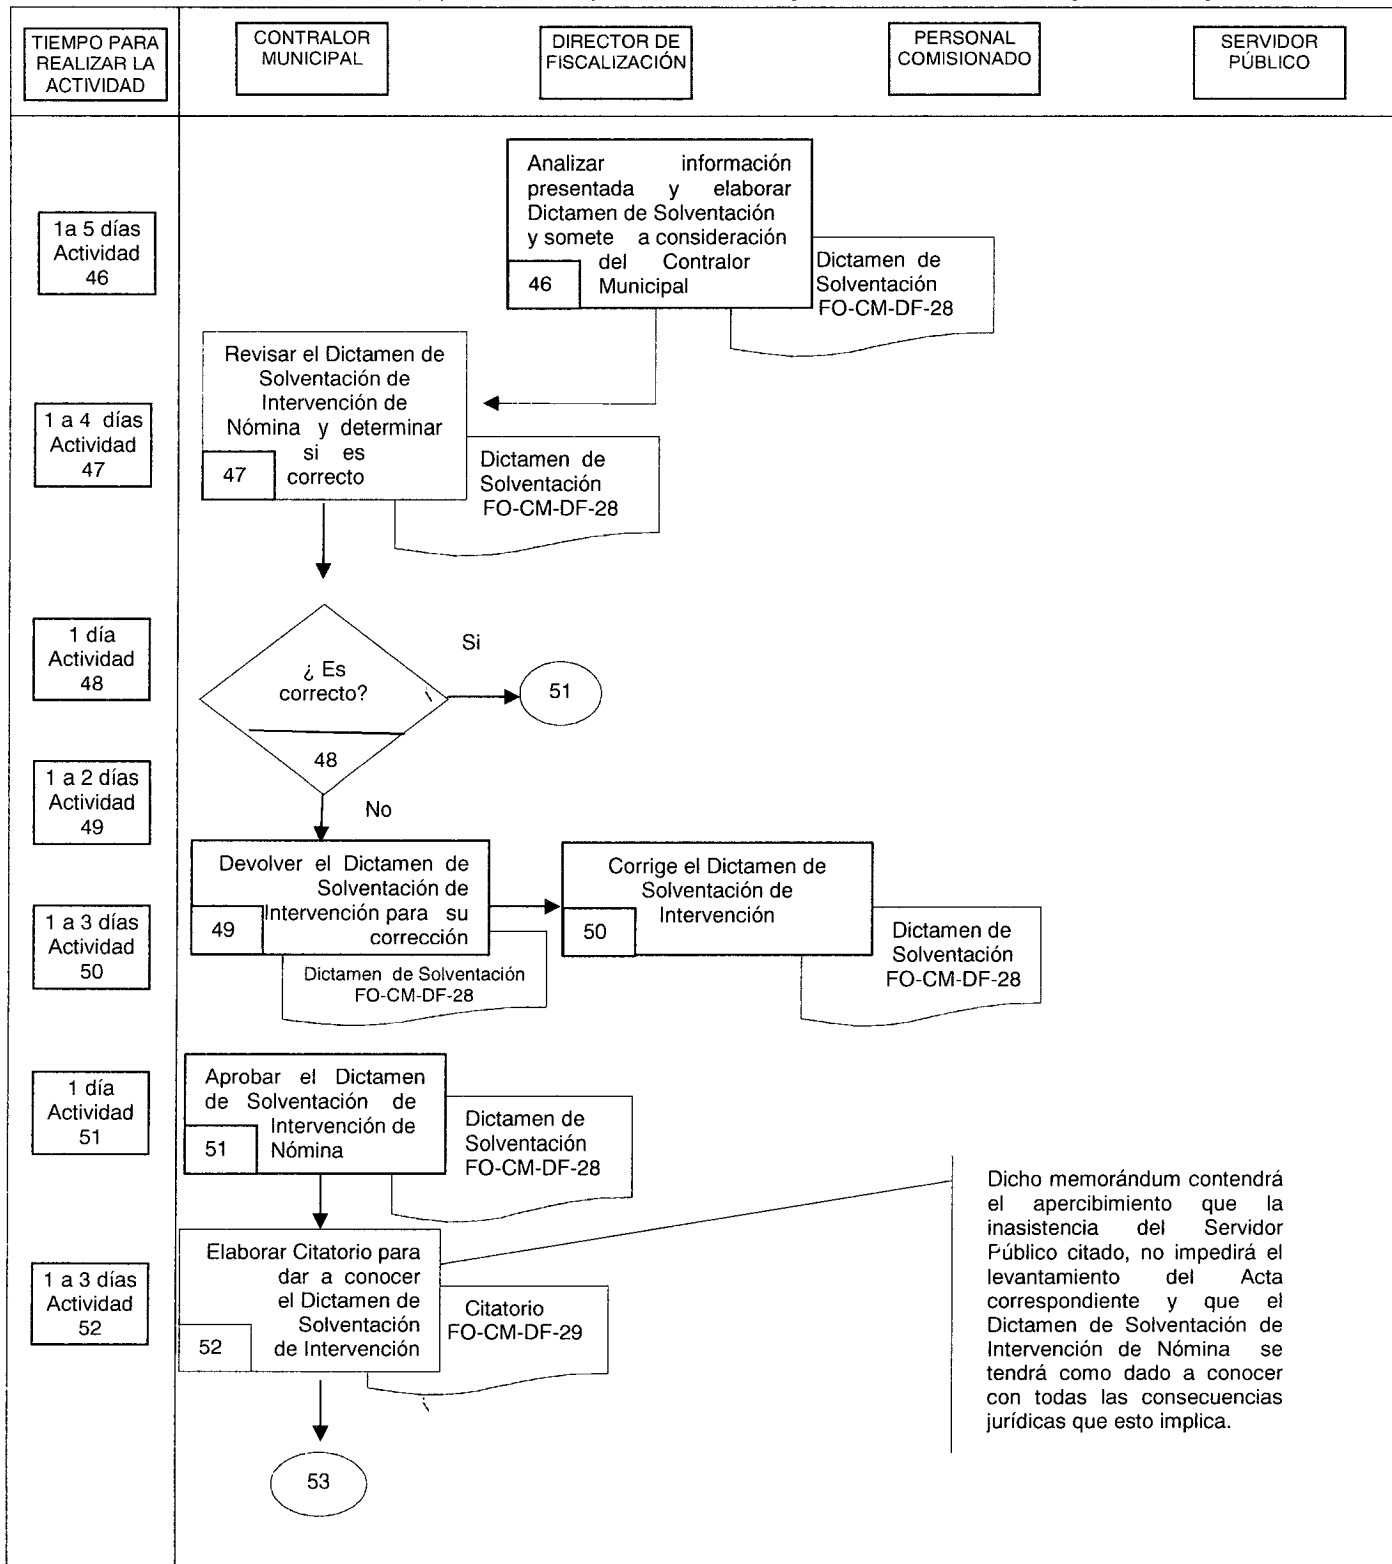 TIEMPO PARA
REALIZAR LA
ACTIVIDAD
CONTRALOR
MUNICIPAL
DIRECTOR DE
FISCALIZACIÓN
PERSONAL
COMISIONADO
SERVIDOR
PÚBLICO
1a 5 días
Actividad
46
Analizar información
presentada y elaborar
Dictamen de Solventación
y somete a consideración
del Contralor
Municipal
46
Dictamen de
Solventación
FO-CM-DF-28
1 a 4 días
Actividad
47
Revisar el Dictamen de
Solventación de
Intervención de
Nómina y determinar
si es
correcto
47
Dictamen de
Solventación
FO-CM-DF-28
1 día
Actividad
48
¿ Es
correcto?
48
Si
51
No
1 a 2 días
Actividad
49
Devolver el Dictamen de
Solventación de
Intervención para su
corrección
49
Dictamen de Solventación
FO-CM-DF-28
1 a 3 días
Actividad
50
Corrige el Dictamen de
Solventación de
Intervención
50
Dictamen de
Solventación
FO-CM-DF-28
1 día
Actividad
51
Aprobar el Dictamen
de Solventación de
Intervención de
Nómina
51
Dictamen de
Solventación
FO-CM-DF-28
1 a 3 días
Actividad
52
Elaborar Citatorio para
dar a conocer
el Dictamen de
Solventación
de Intervención
52
Citatorio
FO-CM-DF-29
Dicho memorándum contendrá
el apercibimiento que la
inasistencia del Servidor
Público citado, no impedirá el
levantamiento del Acta
correspondiente y que el
Dictamen de Solventación de
Intervención de Nómina se
tendrá como dado a conocer
con todas las consecuencias
jurídicas que esto implica.
53